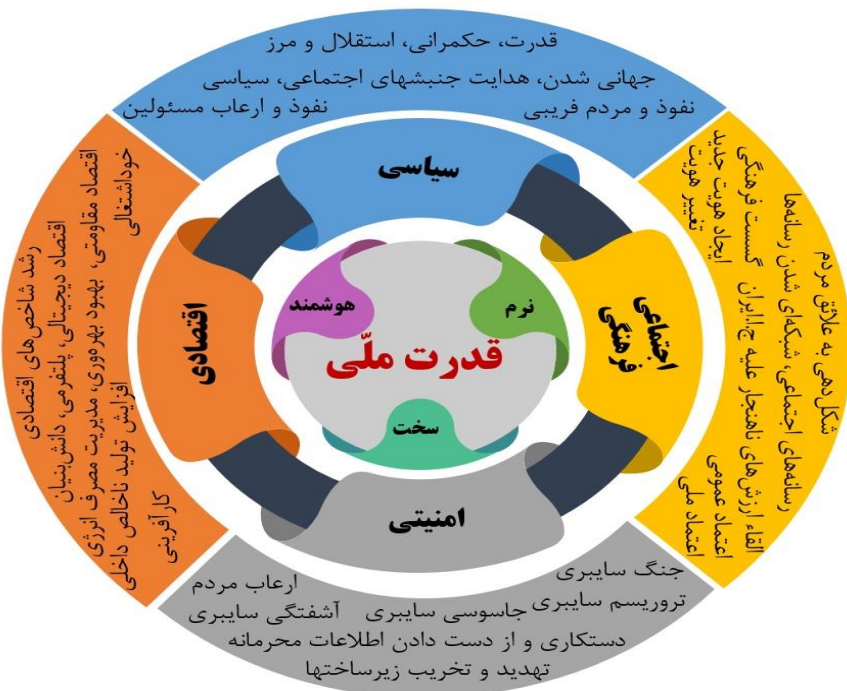 قدرت، حکمرانی، استقلال و مرز
جهانی شدن، هدایت جنبشهای اجتماعی، سیاسی
نفوذ و مردم فریبی
نفوذ و ارعاب مسئولین
سیاسی
شکل‌دهی به علائق مردم
رسانه‌های اجتماعی، شبکه‌ای شدن رسانه‌ها
القاء ارزش‌های ناهنجار علیه ج.ا.ایران
گسست فرهنگی
ایجاد هویت جدید
تغییر هویت
اعتماد عمومی
اعتماد ملی
اجتماعی
فرهنگی
نرم
هوشمند
قدرت ملّی
سخت
اقتصادی
رشد شاخص‌های اقتصادی
اقتصاد دیجیتالی، پلتفرمی، دانش‌بنیان
اقتصاد مقاومتی، بهبود بهره‌وری، مدیریت مصرف انرژی
خوداشتغالی
افزایش تولید ناخالص داخلی
کارآفرینی
امنیتی
جنگ سایبری
ارعاب مردم
تروریسم سایبری
جاسوسی سایبری
آشفتگی سایبری
دستکاری و از دست دادن اطلاعات محرمانه
تهدید و تخریب زیرساختها